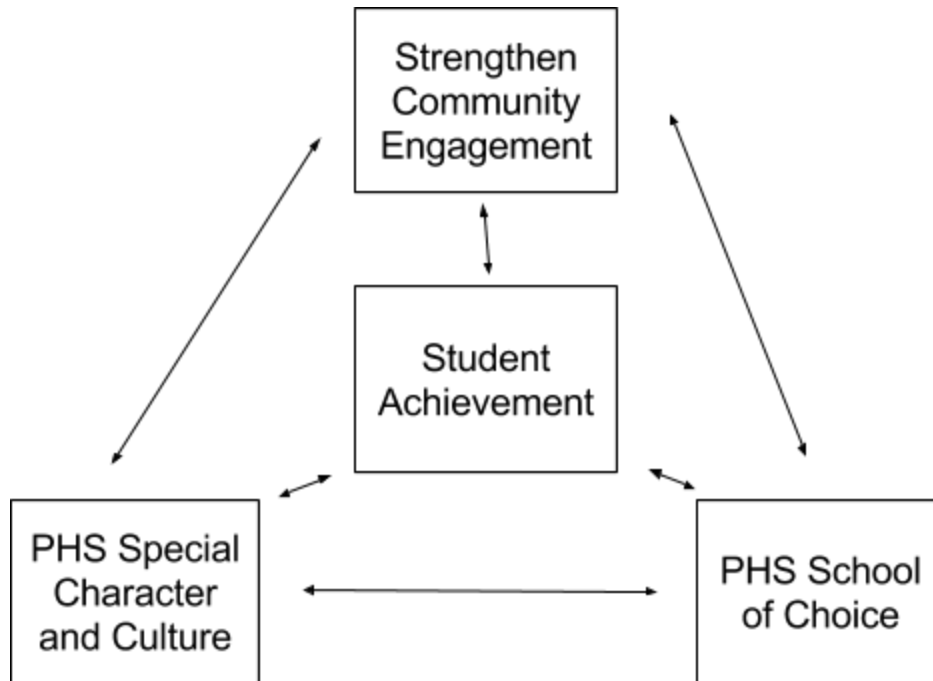 Strengthen
Community
Engagement
Student
Achievement
PHS Special
Character
and Culture
PHS School
of Choice